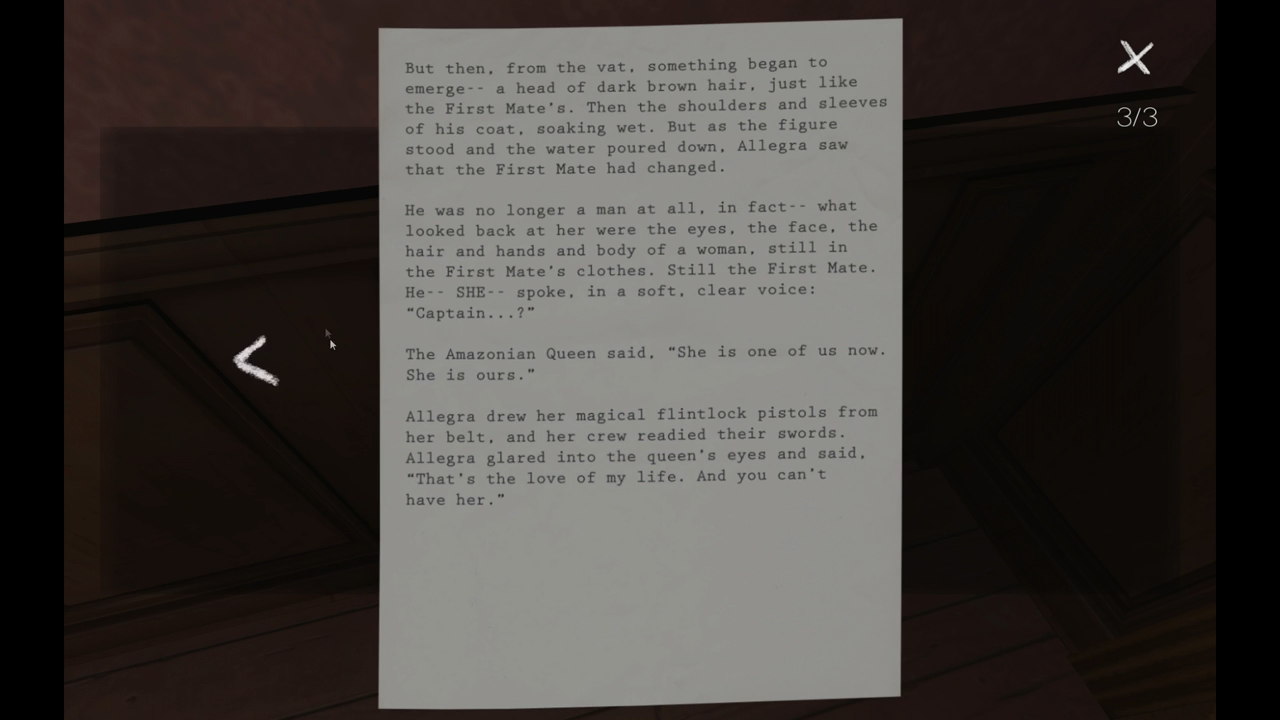 But then, from the vat, something began to
emerge-- a head of dark brown hair, just like
the First Mate's. Then the shoulders and sleeves
of his coat, soaking wet. But as the figure
stood and the water poured down, Allegra saw
that the First Mate had changed.
He was no longer a man at all, in fact-- what
looked back at her were the eyes, the face, the
hair and hands and body of a woman, still in
the First Mate's clothes. Still the First Mate.
He-- SHE-- spoke, in a soft, clear voice:
“Captain...?”
The Amazonian Queen said, “She is one of us now.
She is ours.”
Allegra drew her magical flintlock pistols from
her belt, and her crew readied their swords.
Allegra glared into the queen's eyes and said,
“That's the love of my life. And you can't
have her.”
3/3